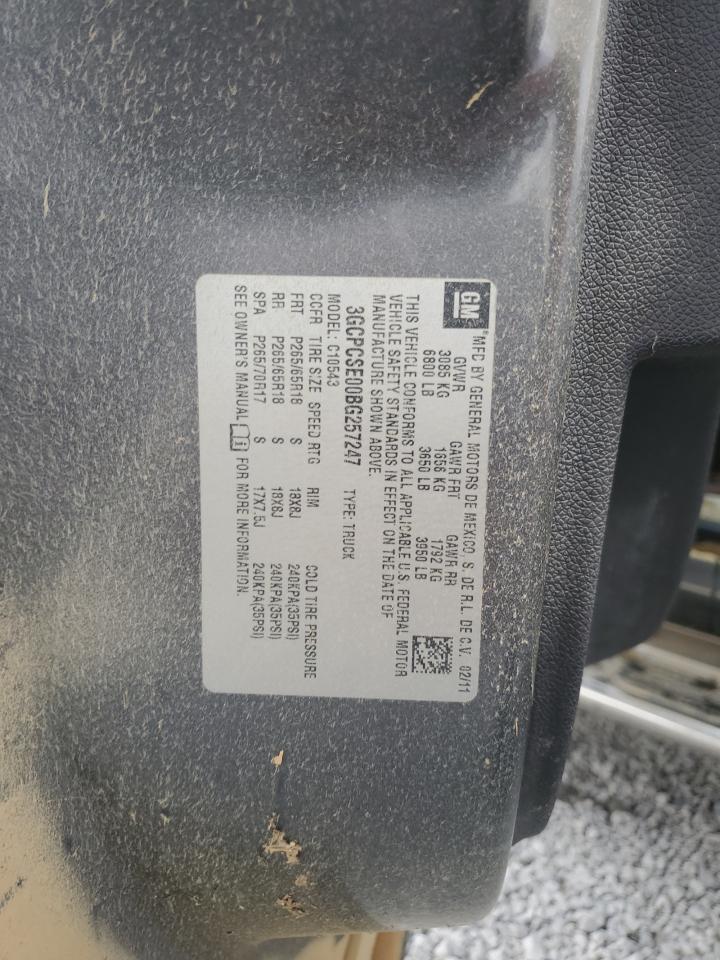 GM
®MFD BY GENERAL MOTORS DE MEXICO, S. DE R.L. DE C.V. 02/11
GVWR GAWR FRT GAWR RR
3085 KG 1656 KG 1792 KG
6800 LB 3650 LB 3950 LB
THIS VEHICLE CONFORMS TO ALL APPLICABLE U.S. FEDERAL MOTOR
VEHICLE SAFETY STANDARDS IN EFFECT ON THE DATE OF
MANUFACTURE SHOWN ABOVE.
3GCPCSE00BG257247 TYPE: TRUCK
MODEL: C10543
CCFR TIRE SIZE SPEED RTG RIM COLD TIRE PRESSURE
FRT P265/65R18 S 18X8J 240KPA(35PSI)
RR P265/65R18 S 18X8J 240KPA(35PSI)
SPA P265/70R17 S 17X7.5J 240KPA(35PSI)
SEE OWNER'S MANUAL i FOR MORE INFORMATION.